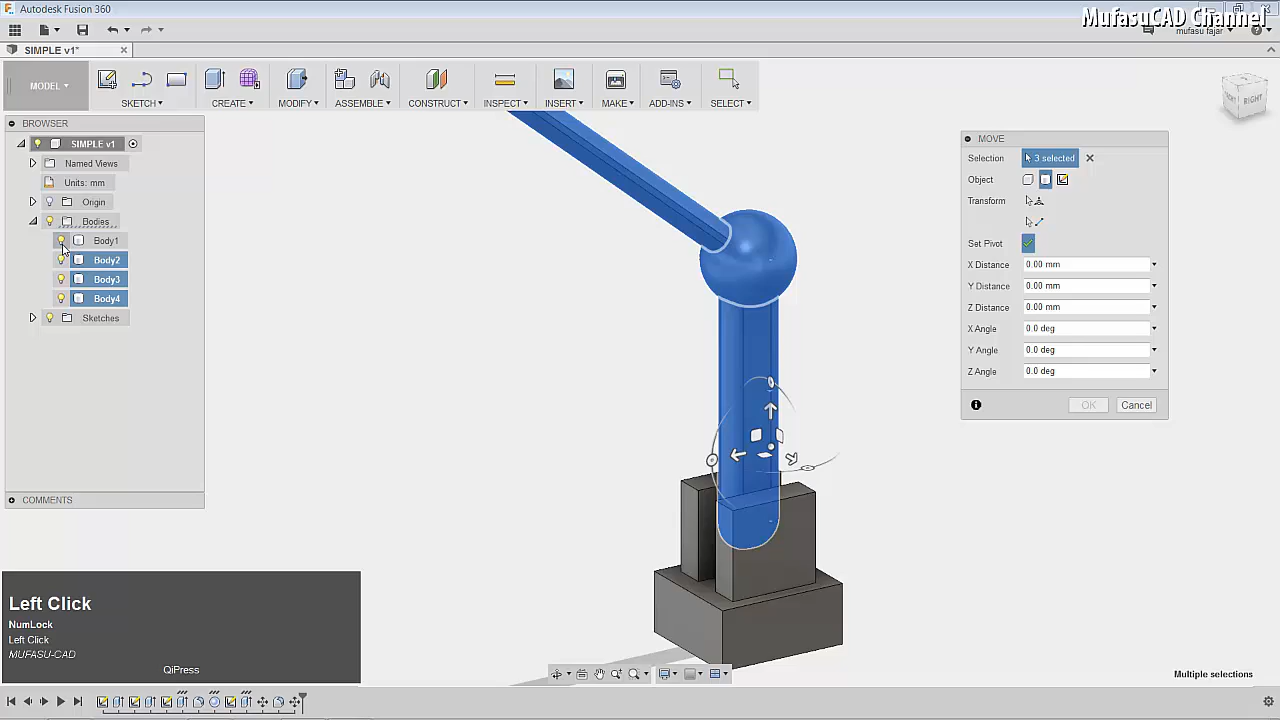 Autodesk Fusion 360
MufasuCAD Channel
mufasu fajar
SIMPLE v1*
MODEL
SKETCH
CREATE
MODIFY
ASSEMBLE
CONSTRUCT
INSPECT
INSERT
MAKE
ADD-INS
SELECT
RIGHT
BROWSER
SIMPLE v1
Named Views
Units: mm
Origin
Bodies
Body1
Body2
Body3
Body4
Sketches
COMMENTS
MOVE
Selection 3 selected
Object
Transform
Set Pivot
X Distance 0.00 mm
Y Distance 0.00 mm
Z Distance 0.00 mm
X Angle 0.0 deg
Y Angle 0.0 deg
Z Angle 0.0 deg
OK Cancel
Left Click
NumLock
Left Click
MUFASU-CAD
QiPress
Multiple selections